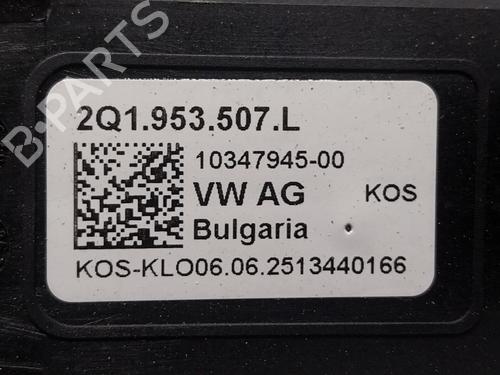 B-PARTS
2Q1.953.507.L
10347945-00
VW AG KOS
Bulgaria
KOS-KLO06.06.2513440166